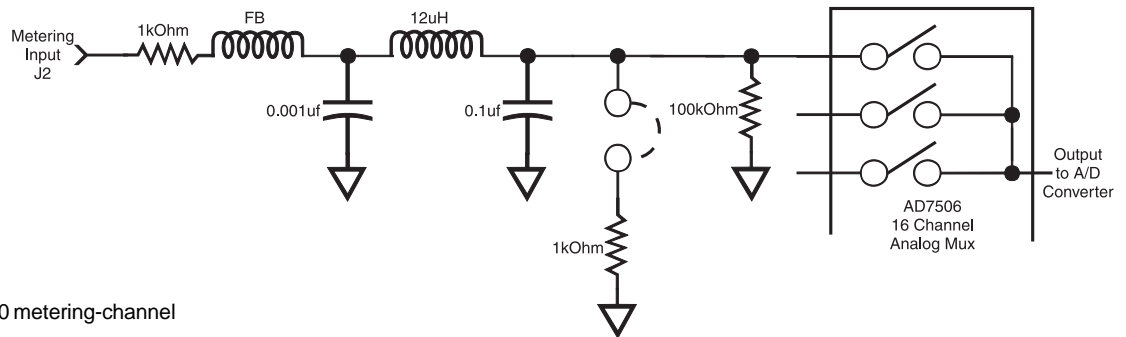 FB
12uH
1kOhm
Metering
Input
J2
0.001uf
0.1uf
100kOhm
Output
to A/D
Converter
AD7506
16 Channel
Analog Mux
1kOhm
0 metering-channel